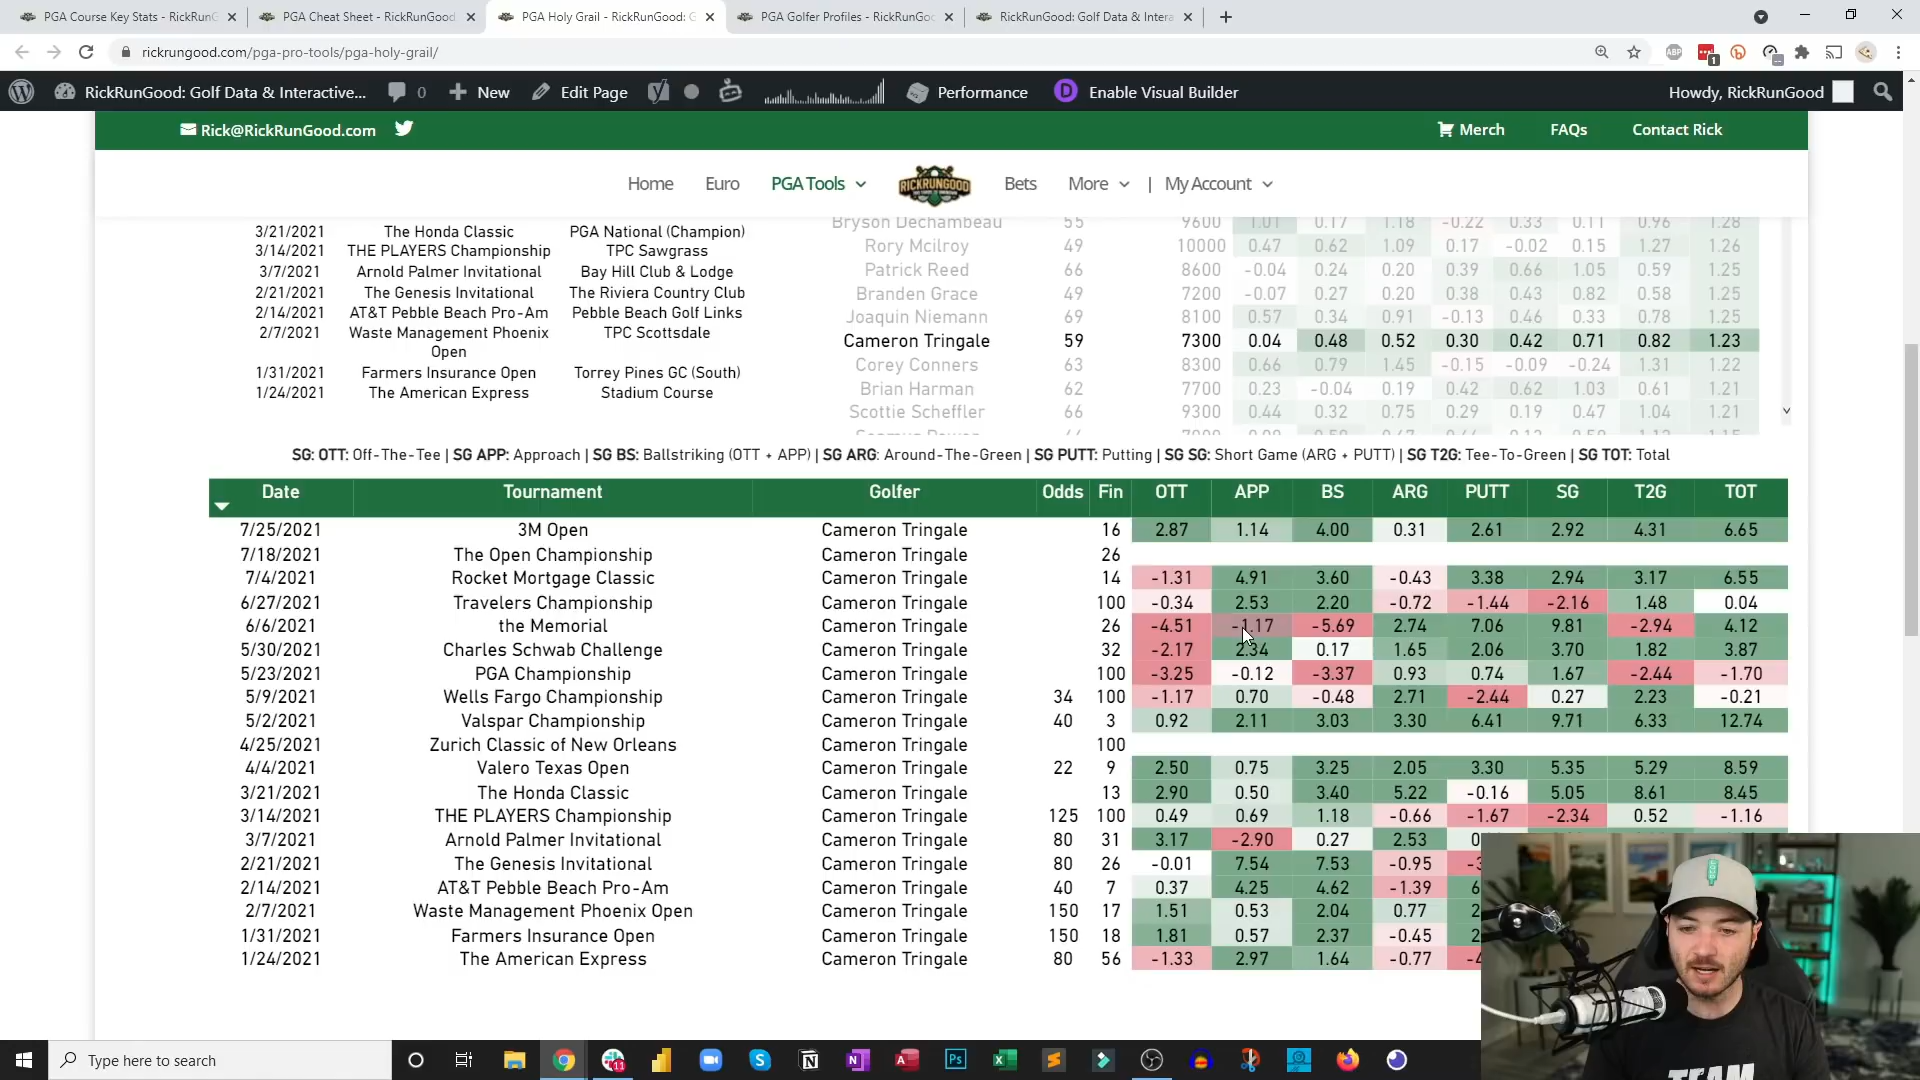 PGA Course Key Stats - RickRunG
PGA Cheat Sheet - RickRunGood
PGA Holy Grail - RickRunGood: G
PGA Golfer Profiles - RickRunGoo
RickRunGood: Golf Data & Intera
rickrungood.com/pga-pro-tools/pga-holy-grail/
RickRunGood: Golf Data & Interactive... 0 New Edit Page Performance Enable Visual Builder Howdy, RickRunGood
Rick@RickRunGood.com Merch FAQs Contact Rick
Home Euro PGA Tools RICKRUNGOOD Bets More | My Account
3/21/2021 The Honda Classic PGA National (Champion)
3/14/2021 THE PLAYERS Championship TPC Sawgrass
3/7/2021 Arnold Palmer Invitational Bay Hill Club & Lodge
2/21/2021 The Genesis Invitational The Riviera Country Club
2/14/2021 AT&T Pebble Beach Pro-Am Pebble Beach Golf Links
2/7/2021 Waste Management Phoenix Open TPC Scottsdale
1/31/2021 Farmers Insurance Open Torrey Pines GC (South)
1/24/2021 The American Express Stadium Course
Bryson Dechambeau 55 9600 1.01 0.17 1.18 -0.22 0.33 0.11 0.96 1.28
Rory Mcilroy 49 10000 0.47 0.62 1.09 0.17 -0.02 0.15 1.27 1.26
Patrick Reed 66 8600 -0.04 0.24 0.20 0.39 0.66 1.05 0.59 1.25
Branden Grace 49 7200 -0.07 0.27 0.20 0.38 0.43 0.82 0.58 1.25
Joaquin Niemann 69 8100 0.57 0.34 0.91 -0.13 0.46 0.33 0.78 1.25
Cameron Tringale 59 7300 0.04 0.48 0.52 0.30 0.42 0.71 0.82 1.23
Corey Conners 63 8300 0.66 0.79 1.45 -0.15 -0.09 -0.24 1.31 1.22
Brian Harman 62 7700 0.23 -0.04 0.19 0.42 0.62 1.03 0.61 1.21
Scottie Scheffler 66 9300 0.44 0.32 0.75 0.29 0.19 0.47 1.04 1.21
SG: OTT: Off-The-Tee | SG APP: Approach | SG BS: Ballstriking (OTT + APP) | SG ARG: Around-The-Green | SG PUTT: Putting | SG SG: Short Game (ARG + PUTT) | SG T2G: Tee-To-Green | SG TOT: Total
Date Tournament Golfer Odds Fin OTT APP BS ARG PUTT SG T2G TOT
7/25/2021 3M Open Cameron Tringale 16 2.87 1.14 4.00 0.31 2.61 2.92 4.31 6.65
7/18/2021 The Open Championship Cameron Tringale 26
7/4/2021 Rocket Mortgage Classic Cameron Tringale 14 -1.31 4.91 3.60 -0.43 3.38 2.94 3.17 6.55
6/27/2021 Travelers Championship Cameron Tringale 100 -0.34 2.53 2.20 -0.72 -1.44 -2.16 1.48 0.04
6/6/2021 the Memorial Cameron Tringale 26 -4.51 -1.17 -5.69 2.74 7.06 9.81 -2.94 4.12
5/30/2021 Charles Schwab Challenge Cameron Tringale 32 -2.17 2.34 0.17 1.65 2.06 3.70 1.82 3.87
5/23/2021 PGA Championship Cameron Tringale 100 -3.25 -0.12 -3.37 0.93 0.74 1.67 -2.44 -1.70
5/9/2021 Wells Fargo Championship Cameron Tringale 34 100 -1.17 0.70 -0.48 2.71 -2.44 0.27 2.23 -0.21
5/2/2021 Valspar Championship Cameron Tringale 40 3 0.92 2.11 3.03 3.30 6.41 9.71 6.33 12.74
4/25/2021 Zurich Classic of New Orleans Cameron Tringale 100
4/4/2021 Valero Texas Open Cameron Tringale 22 9 2.50 0.75 3.25 2.05 3.30 5.35 5.29 8.59
3/21/2021 The Honda Classic Cameron Tringale 13 2.90 0.50 3.40 5.22 -0.16 5.05 8.61 8.45
3/14/2021 THE PLAYERS Championship Cameron Tringale 125 100 0.49 0.69 1.18 -0.66 -1.67 -2.34 0.52 -1.16
3/7/2021 Arnold Palmer Invitational Cameron Tringale 80 31 3.17 -2.90 0.27 2.53
2/21/2021 The Genesis Invitational Cameron Tringale 80 26 -0.01 7.54 7.53 -0.95
2/14/2021 AT&T Pebble Beach Pro-Am Cameron Tringale 40 7 0.37 4.25 4.62 -1.39
2/7/2021 Waste Management Phoenix Open Cameron Tringale 150 17 1.51 0.53 2.04 0.77
1/31/2021 Farmers Insurance Open Cameron Tringale 150 18 1.81 0.57 2.37 -0.45
1/24/2021 The American Express Cameron Tringale 80 56 -1.33 2.97 1.64 -0.77
TEAM
Type here to search